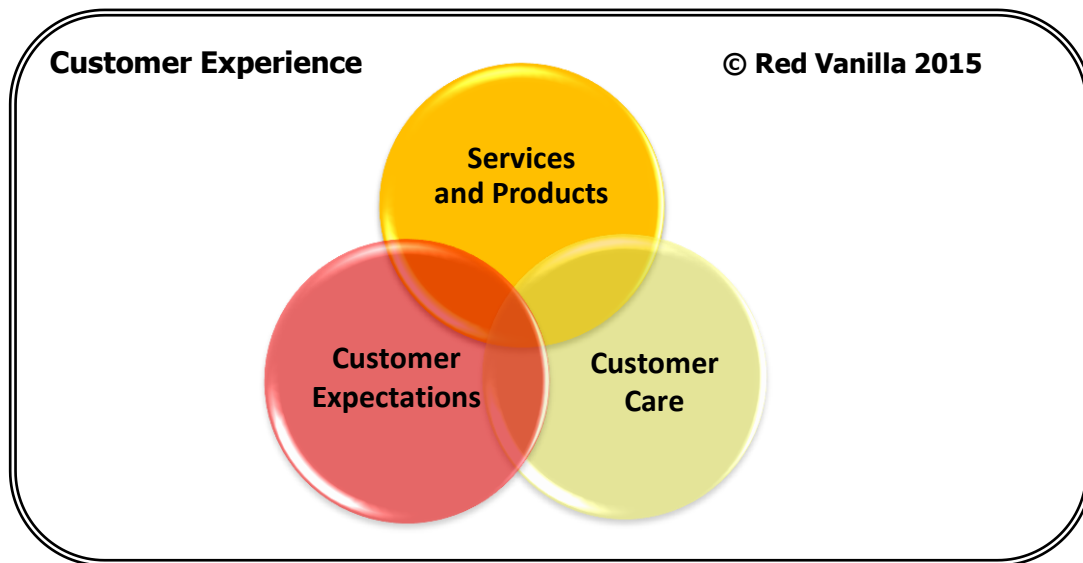 Customer Experience
© Red Vanilla 2015
Services
and Products
Customer
Expectations
Customer
Care